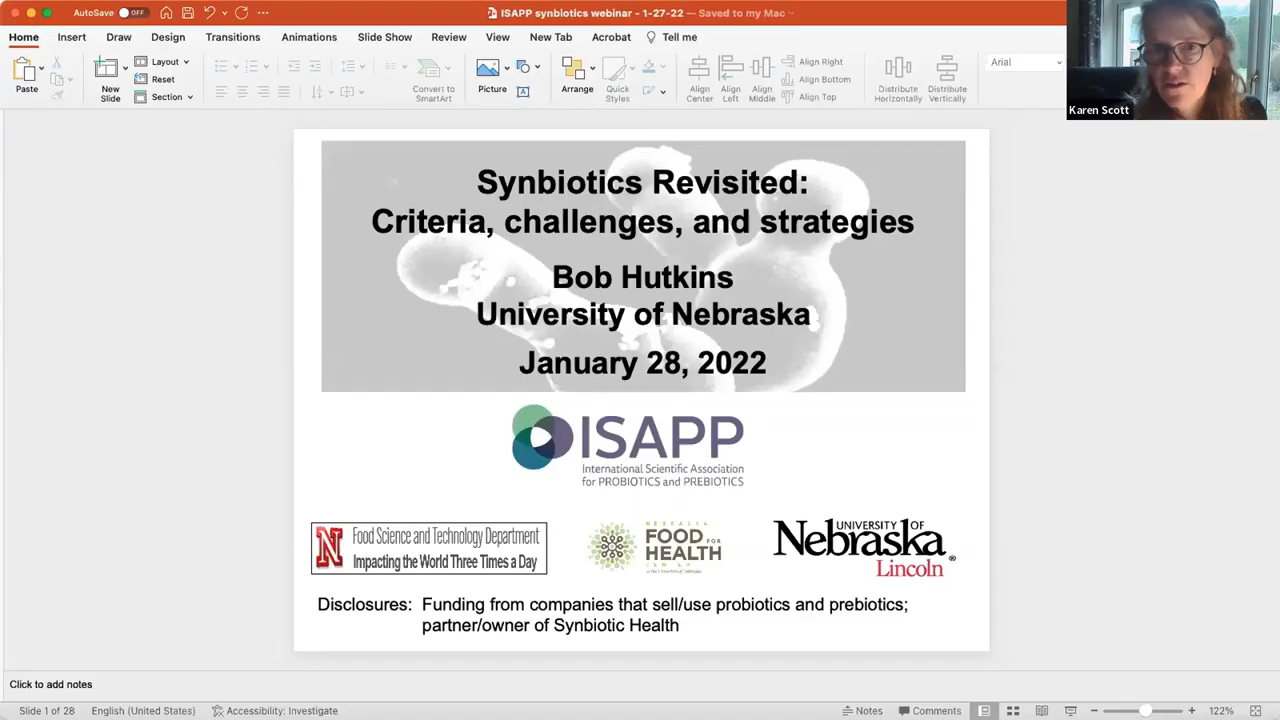 AutoSave OFF
ISAPP synbiotics webinar - 1-27-22 — Saved to my Mac
Home Insert Draw Design Transitions Animations Slide Show Review View New Tab Acrobat Tell me
Paste
New Slide
Layout
Reset
Section
Convert to SmartArt
Picture
Arrange
Quick Styles
Align Center
Align Left
Align Middle
Align Right
Align Bottom
Align Top
Distribute Horizontally
Distribute Vertically
Arial
Karen Scott
Synbiotics Revisited:
Criteria, challenges, and strategies
Bob Hutkins
University of Nebraska
January 28, 2022
ISAPP
International Scientific Association
for PROBIOTICS and PREBIOTICS
N
Food Science and Technology Department
Impacting the World Three Times a Day
NEBRASKA
FOOD FOR
HEALTH
UNIVERSITY OF
Nebraska
Lincoln
Disclosures: Funding from companies that sell/use probiotics and prebiotics;
partner/owner of Synbiotic Health
Click to add notes
Slide 1 of 28 English (United States) Accessibility: Investigate Notes Comments 122%